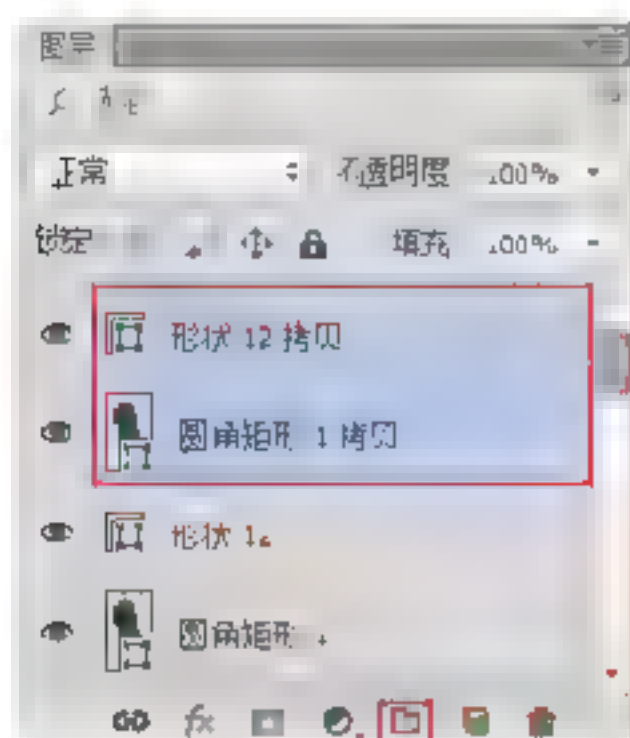 图层
正常 不透明度 100%
锁定 填充 100%
形状 12 拷贝
圆角矩形 1 拷贝
形状 12
圆角矩形
fx